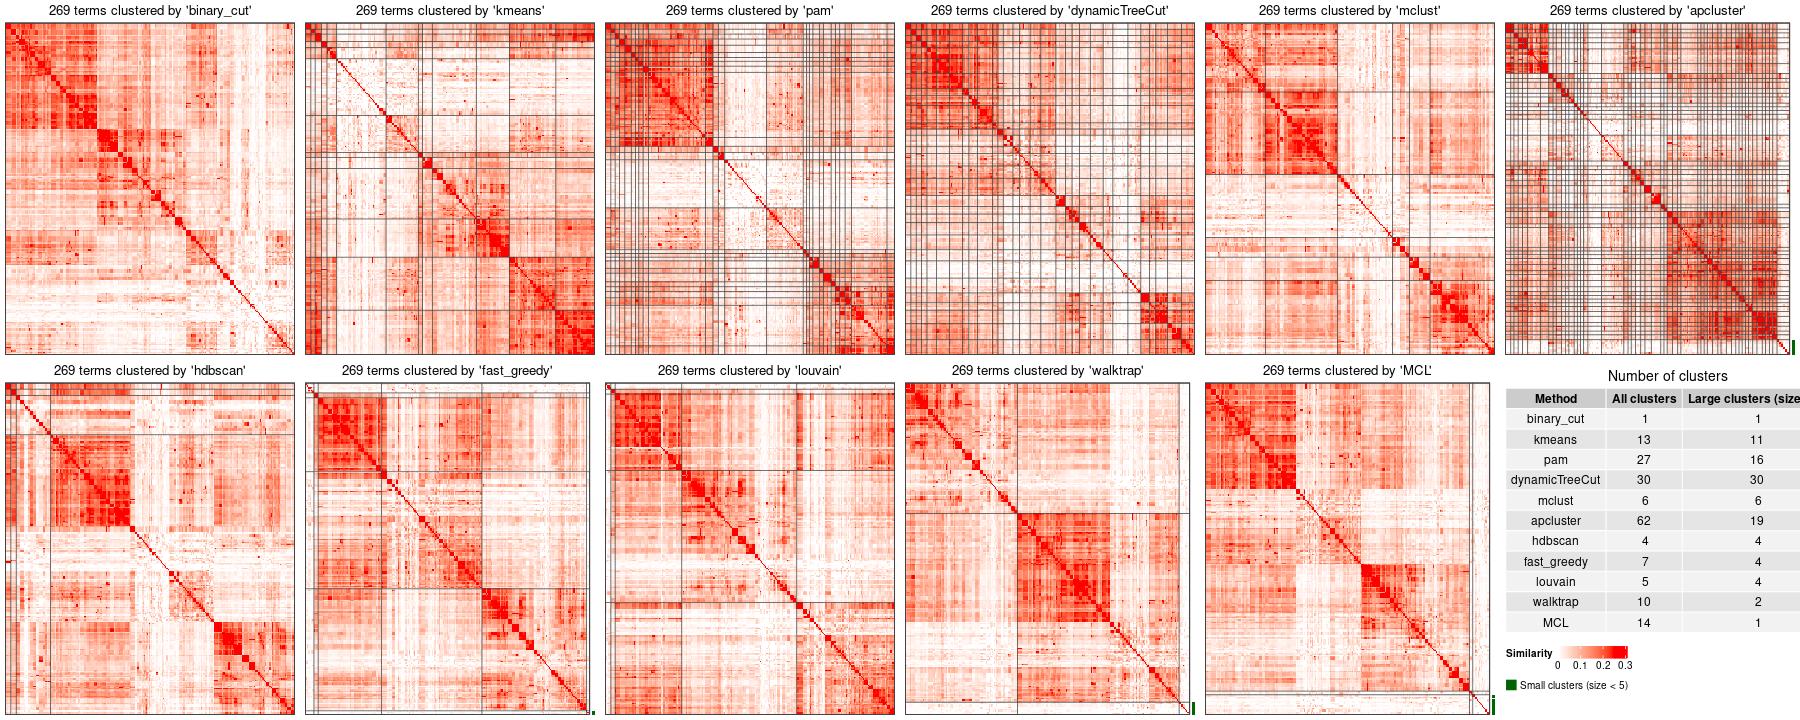 269 terms clustered by 'binary_cut'
269 terms clustered by 'kmeans'
269 terms clustered by 'pam'
269 terms clustered by 'dynamicTreeCut'
269 terms clustered by 'mclust'
269 terms clustered by 'apcluster'
269 terms clustered by 'hdbscan'
269 terms clustered by 'fast_greedy'
269 terms clustered by 'louvain'
269 terms clustered by 'walktrap'
269 terms clustered by 'MCL'
Number of clusters
Method All clusters Large clusters (size
binary_cut 1 1
kmeans 13 11
pam 27 16
dynamicTreeCut 30 30
mclust 6 6
apcluster 62 19
hdbscan 4 4
fast_greedy 7 4
louvain 5 4
walktrap 10 2
MCL 14 1
Similarity
0 0.1 0.2 0.3
Small clusters (size < 5)